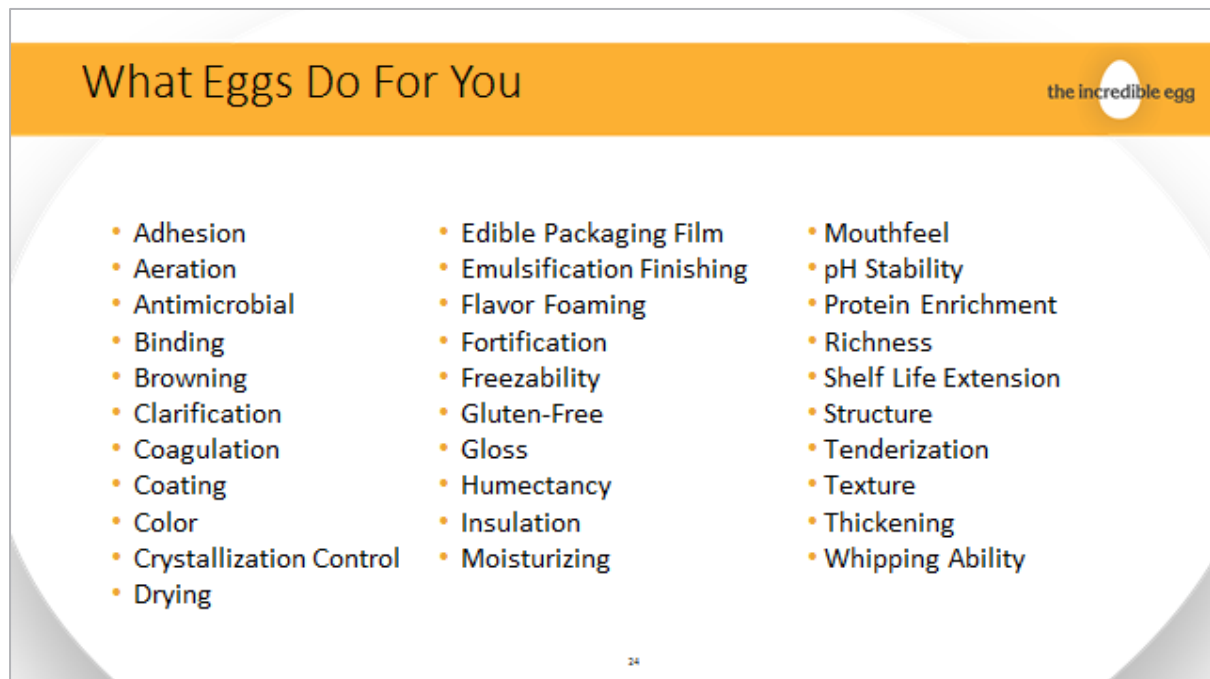 What Eggs Do For You
the incredible egg
• Adhesion
• Aeration
• Antimicrobial
• Binding
• Browning
• Clarification
• Coagulation
• Coating
• Color
• Crystallization Control
• Drying
• Edible Packaging Film
• Emulsification Finishing
• Flavor Foaming
• Fortification
• Freezability
• Gluten-Free
• Gloss
• Humectancy
• Insulation
• Moisturizing
• Mouthfeel
• pH Stability
• Protein Enrichment
• Richness
• Shelf Life Extension
• Structure
• Tenderization
• Texture
• Thickening
• Whipping Ability
24